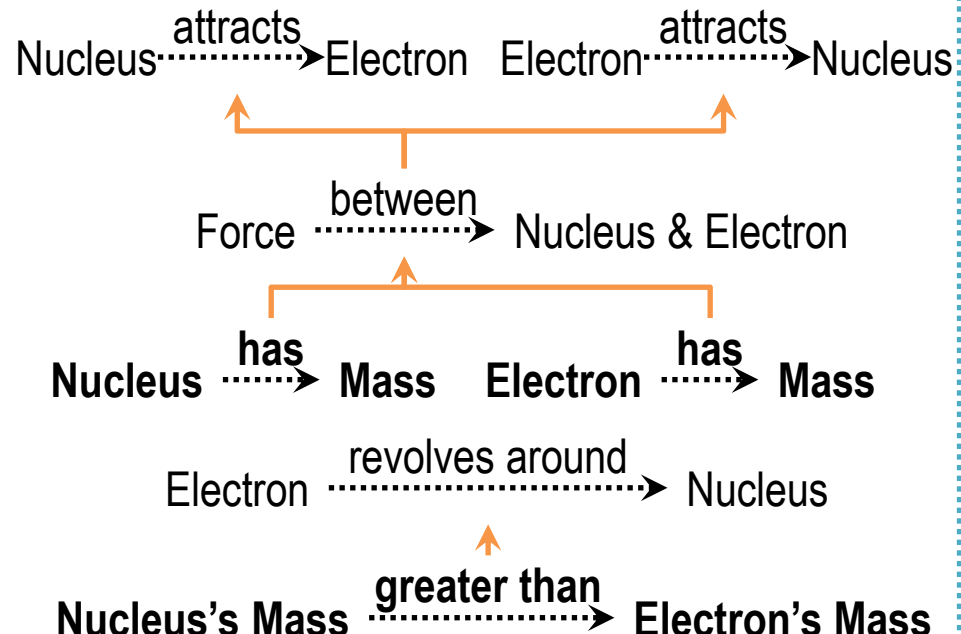 attracts attracts
Nucleus Electron Electron Nucleus
between
Force Nucleus & Electron
has has
Nucleus Mass Electron Mass
revolves around
Electron Nucleus
greater than
Nucleus's Mass Electron's Mass